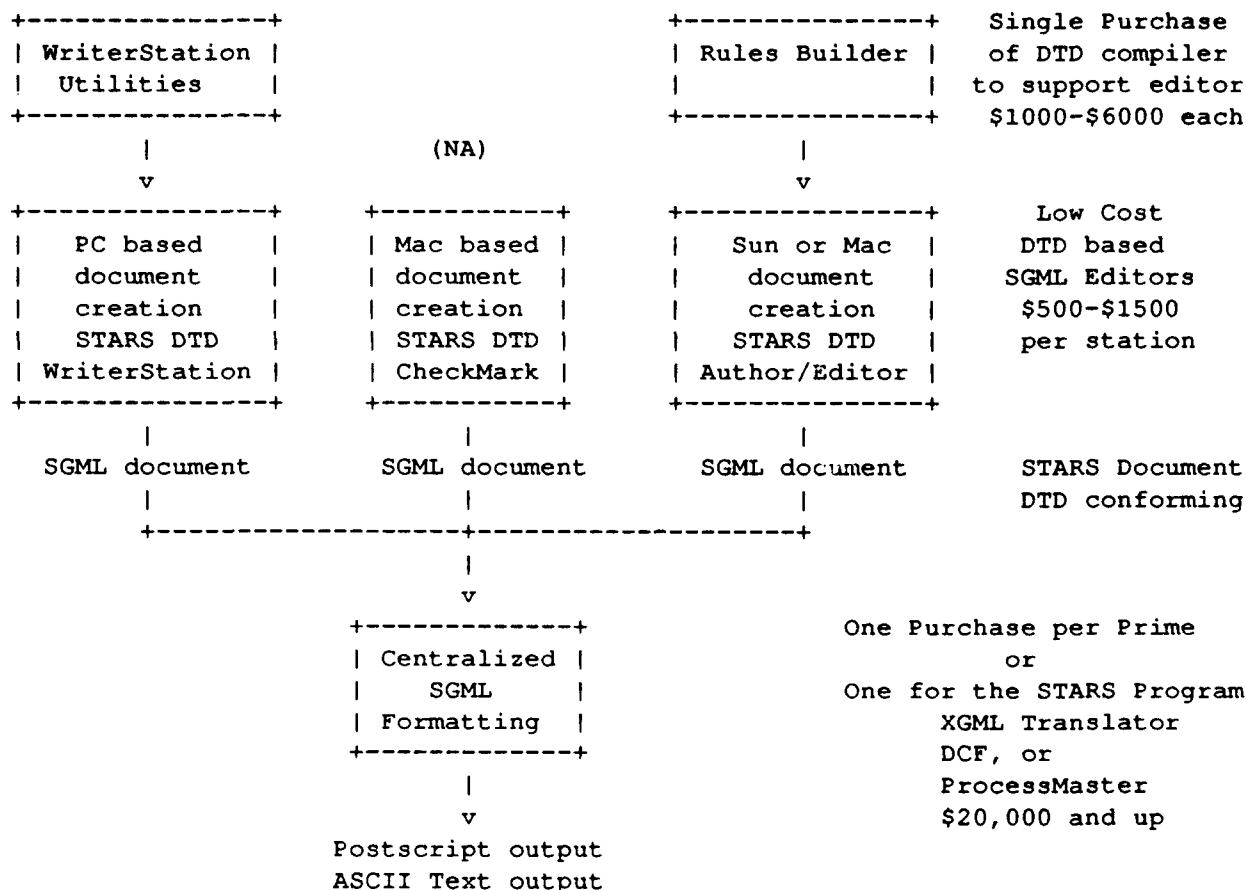 +---------------+ +---------------+ Single Purchase
| WriterStation | | Rules Builder | of DTD compiler
| Utilities | | | to support editor
+---------------+ +---------------+ $1000-$6000 each
| (NA) |
v v
+---------------+ +-----------+ +---------------+ Low Cost
| PC based | | Mac based | | Sun or Mac | DTD based
| document | | document | | document | SGML Editors
| creation | | creation | | creation | $500-$1500
| STARS DTD | | STARS DTD | | STARS DTD | per station
| WriterStation | | CheckMark | | Author/Editor |
+---------------+ +-----------+ +---------------+
| | |
SGML document SGML document SGML document STARS Document
| | | DTD conforming
+-------------------+--------------------+
|
v
+-------------+ One Purchase per Prime
| Centralized | or
| SGML | One for the STARS Program
| Formatting | XGML Translator
+-------------+ DCF, or
| ProcessMaster
v $20,000 and up
Postscript output
ASCII Text output